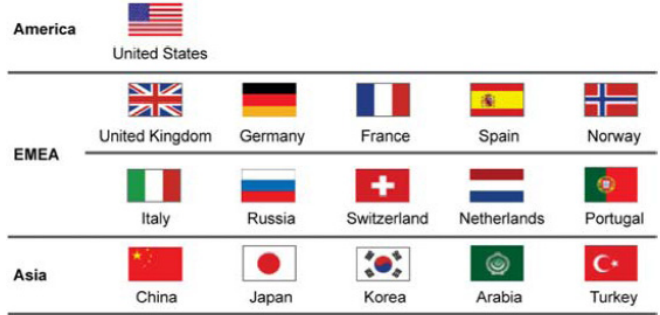 America
United States
United Kingdom Germany France Spain Norway
EMEA
Italy Russia Switzerland Netherlands Portugal
Asia
China Japan Korea Arabia Turkey